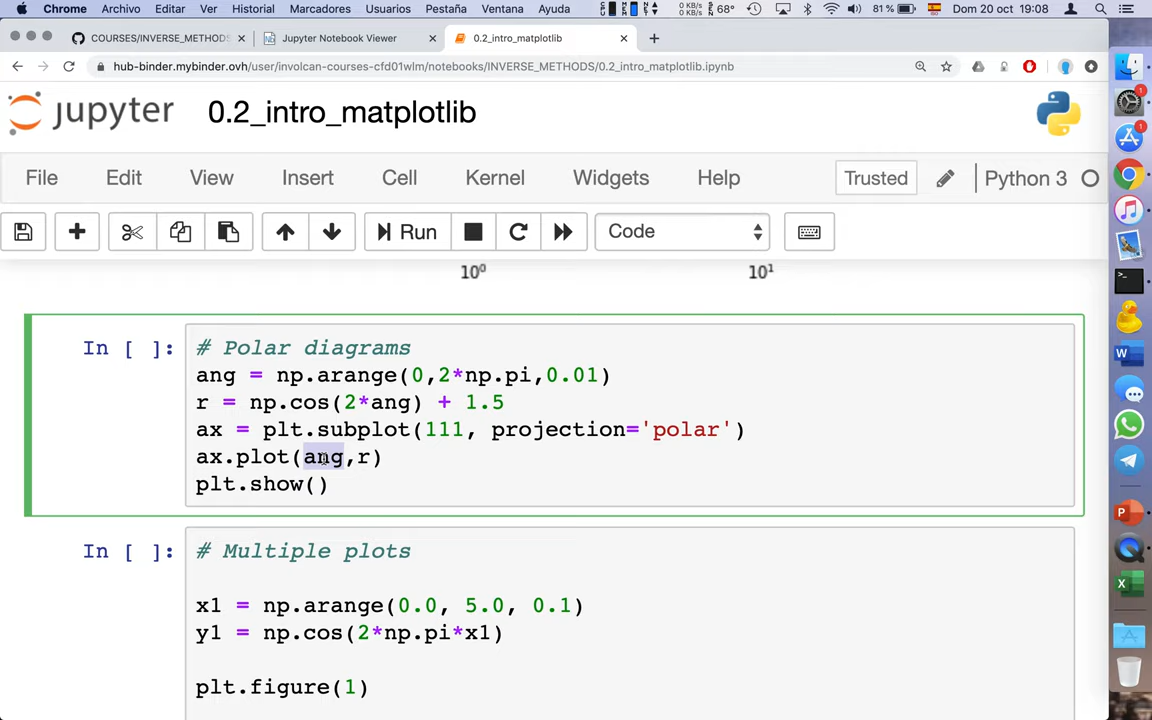 Chrome Archivo Editar Ver Historial Marcadores Usuarios Pestaña Ventana Ayuda 0 KB/s 0 KB/s 68° 81 % Dom 20 oct 19:08
COURSES/INVERSE_METHODS Jupyter Notebook Viewer 0.2_intro_matplotlib
hub-binder.mybinder.ovh/user/involcan-courses-cfd01wlm/notebooks/INVERSE_METHODS/0.2_intro_matplotlib.ipynb
jupyter 0.2_intro_matplotlib
File Edit View Insert Cell Kernel Widgets Help Trusted Python 3
Run Code
10⁰ 10¹
In [ ]: # Polar diagrams
ang = np.arange(0,2*np.pi,0.01)
r = np.cos(2*ang) + 1.5
ax = plt.subplot(111, projection='polar')
ax.plot(ang,r)
plt.show()
In [ ]: # Multiple plots
x1 = np.arange(0.0, 5.0, 0.1)
y1 = np.cos(2*np.pi*x1)
plt.figure(1)